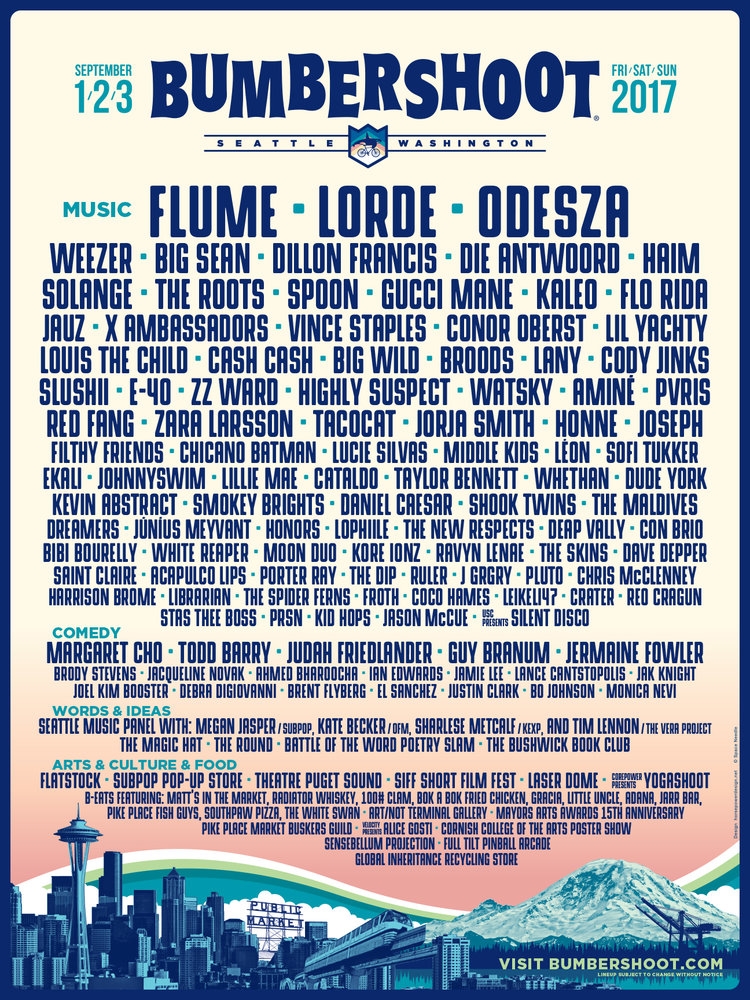 SEPTEMBER
1/2/3
BUMBERSHOOT®
FRI/SAT/SUN
2017
SEATTLE WASHINGTON
MUSIC
FLUME · LORDE · ODESZA
WEEZER · BIG SEAN · DILLON FRANCIS · DIE ANTWOORD · HAIM
SOLANGE · THE ROOTS · SPOON · GUCCI MANE · KALEO · FLO RIDA
JAUZ · X AMBASSADORS · VINCE STAPLES · CONOR OBERST · LIL YACHTY
LOUIS THE CHILD · CASH CASH · BIG WILD · BROODS · LANY · CODY JINKS
SLUSHII · E-40 · ZZ WARD · HIGHLY SUSPECT · WATSKY · AMINÉ · PVRIS
RED FANG · ZARA LARSSON · TACOCAT · JORJA SMITH · HONNE · JOSEPH
FILTHY FRIENDS · CHICANO BATMAN · LUCIE SILVAS · MIDDLE KIDS · LÉON · SOFI TUKKER
EKALI · JOHNNYSWIM · LILLIE MAE · CATALDO · TAYLOR BENNETT · WHETHAN · DUDE YORK
KEVIN ABSTRACT · SMOKEY BRIGHTS · DANIEL CAESAR · SHOOK TWINS · THE MALDIVES
DREAMERS · JÚNÍUS MEYVANT · HONORS · LOPHIILE · THE NEW RESPECTS · DEAP VALLY · CON BRIO
BIBI BOURELLY · WHITE REAPER · MOON DUO · KORE IONZ · RAVYN LENAE · THE SKINS · DAVE DEPPER
SAINT CLAIRE · ACAPULCO LIPS · PORTER RAY · THE DIP · RULER · J GRGRY · PLUTO · CHRIS McCLENNEY
HARRISON BROME · LIBRARIAN · THE SPIDER FERNS · FROTH · COCO HAMES · LEIKELI47 · CRATER · REO CRAGUN
STAS THEE BOSS · PRSN · KID HOPS · JASON McCUE · USC PRESENTS SILENT DISCO
COMEDY
MARGARET CHO · TODD BARRY · JUDAH FRIEDLANDER · GUY BRANUM · JERMAINE FOWLER
BRODY STEVENS · JACQUELINE NOVAK · AHMED BHAROOCHA · IAN EDWARDS · JAMIE LEE · LANCE CANTSTOPOLIS · JAK KNIGHT
JOEL KIM BOOSTER · DEBRA DIGIOVANNI · BRENT FLYBERG · EL SANCHEZ · JUSTIN CLARK · BO JOHNSON · MONICA NEVI
WORDS & IDEAS
SEATTLE MUSIC PANEL WITH: MEGAN JASPER / SUBPOP, KATE BECKER / OFM, SHARLESE METCALF / KEXP, AND TIM LENNON / THE VERA PROJECT
THE MAGIC HAT · THE ROUND · BATTLE OF THE WORD POETRY SLAM · THE BUSHWICK BOOK CLUB
ARTS & CULTURE & FOOD
FLATSTOCK · SUBPOP POP-UP STORE · THEATRE PUGET SOUND · SIFF SHORT FILM FEST · LASER DOME · COREPOWER PRESENTS YOGASHOOT
B-EATS FEATURING: MATT'S IN THE MARKET, RADIATOR WHISKEY, 100# CLAM, BOK A BOK FRIED CHICKEN, GRACIA, LITTLE UNCLE, ADANA, JARR BAR,
PIKE PLACE FISH GUYS, SOUTHPAW PIZZA, THE WHITE SWAN · ART/NOT TERMINAL GALLERY · MAYORS ARTS AWARDS 15TH ANNIVERSARY
PIKE PLACE MARKET BUSKERS GUILD · VELOCITY PRESENTS ALICE GOSTI · CORNISH COLLEGE OF THE ARTS POSTER SHOW
SENSEBELLUM PROJECTION · FULL TILT PINBALL ARCADE
GLOBAL INHERITANCE RECYCLING STORE
PUBLIC
MARKET
VISIT BUMBERSHOOT.COM
LINEUP SUBJECT TO CHANGE WITHOUT NOTICE
Design: horsepowerdesign.net © Space Needle